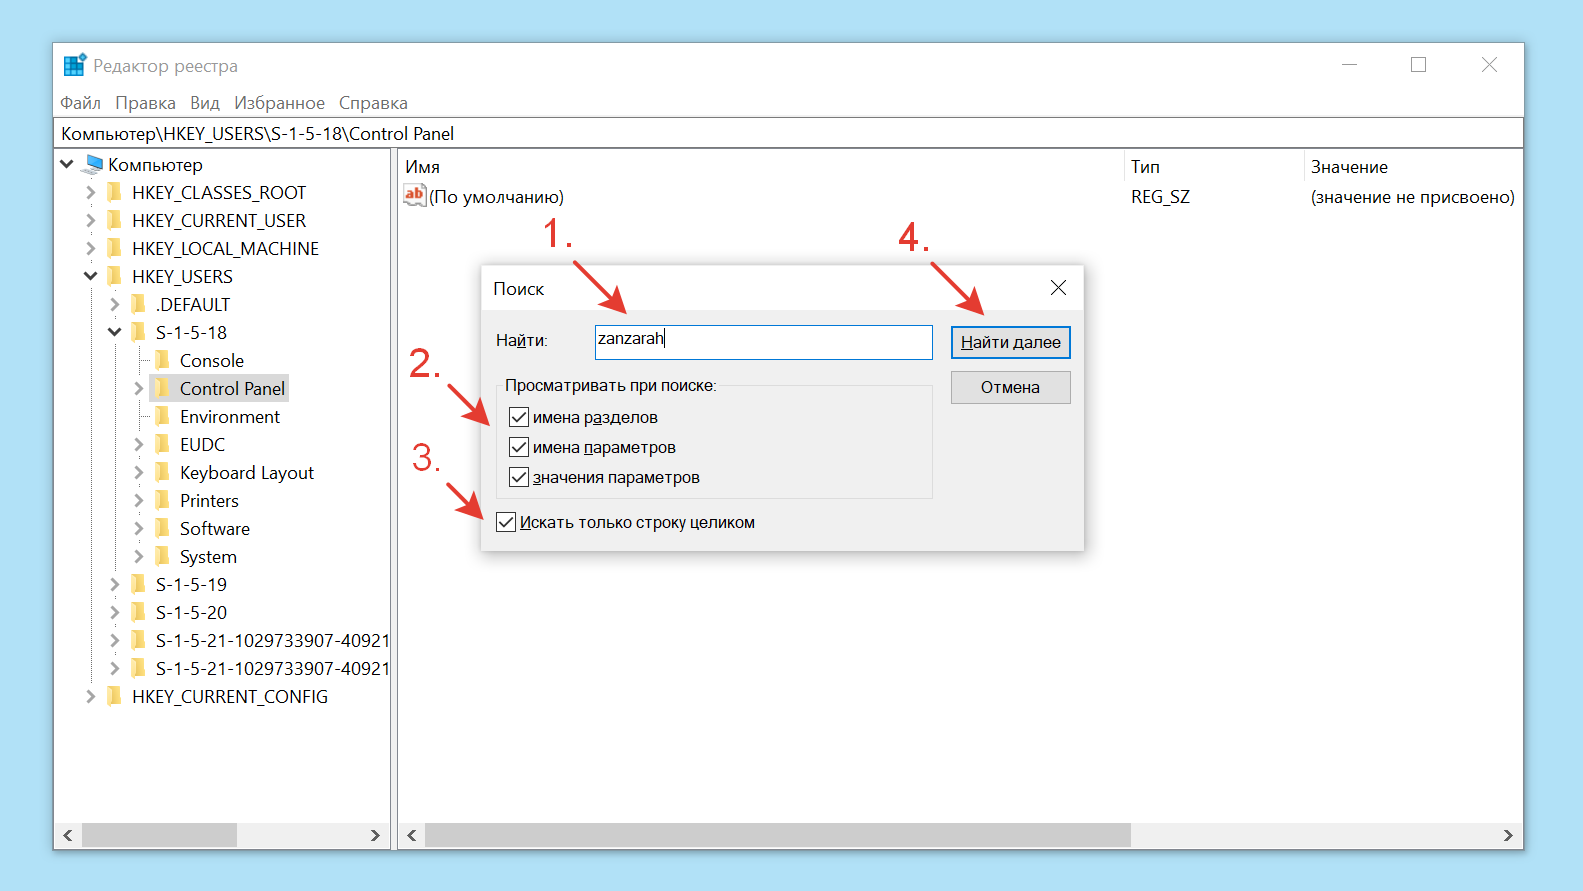 Редактор реестра
Файл Правка Вид Избранное Справка
Компьютер\HKEY_USERS\S-1-5-18\Control Panel
Компьютер
HKEY_CLASSES_ROOT
HKEY_CURRENT_USER
HKEY_LOCAL_MACHINE
HKEY_USERS
.DEFAULT
S-1-5-18
Console
Control Panel
Environment
EUDC
Keyboard Layout
Printers
Software
System
S-1-5-19
S-1-5-20
S-1-5-21-1029733907-40921
S-1-5-21-1029733907-40921
HKEY_CURRENT_CONFIG
Имя Тип Значение
ab (По умолчанию) REG_SZ (значение не присвоено)
1.
4.
Поиск
Найти: zanzarah Найти далее
2.
Просматривать при поиске: Отмена
имена разделов
имена параметров
3.
значения параметров
Искать только строку целиком